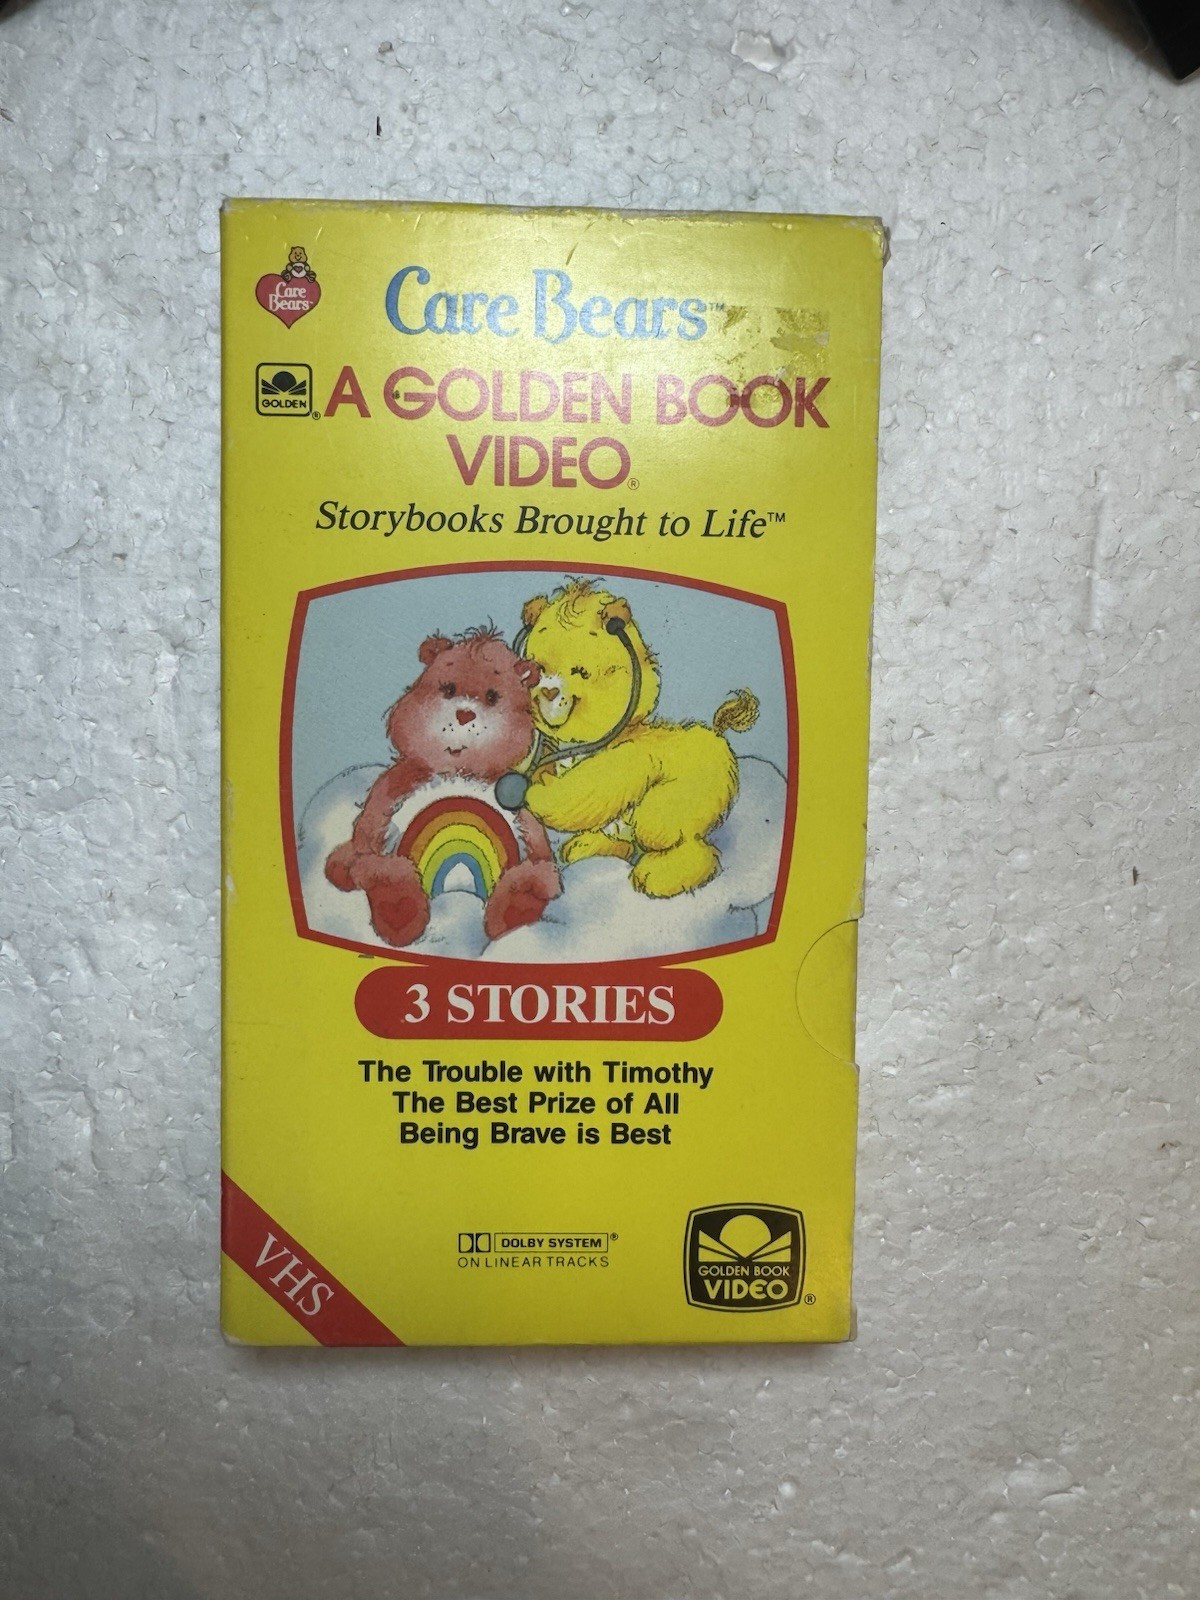 Care Bears™
Care Bears™
GOLDEN®
A GOLDEN BOOK
VIDEO®
Storybooks Brought to Life™
3 STORIES
The Trouble with Timothy
The Best Prize of All
Being Brave is Best
VHS
DOLBY SYSTEM®
ON LINEAR TRACKS
GOLDEN BOOK
VIDEO®